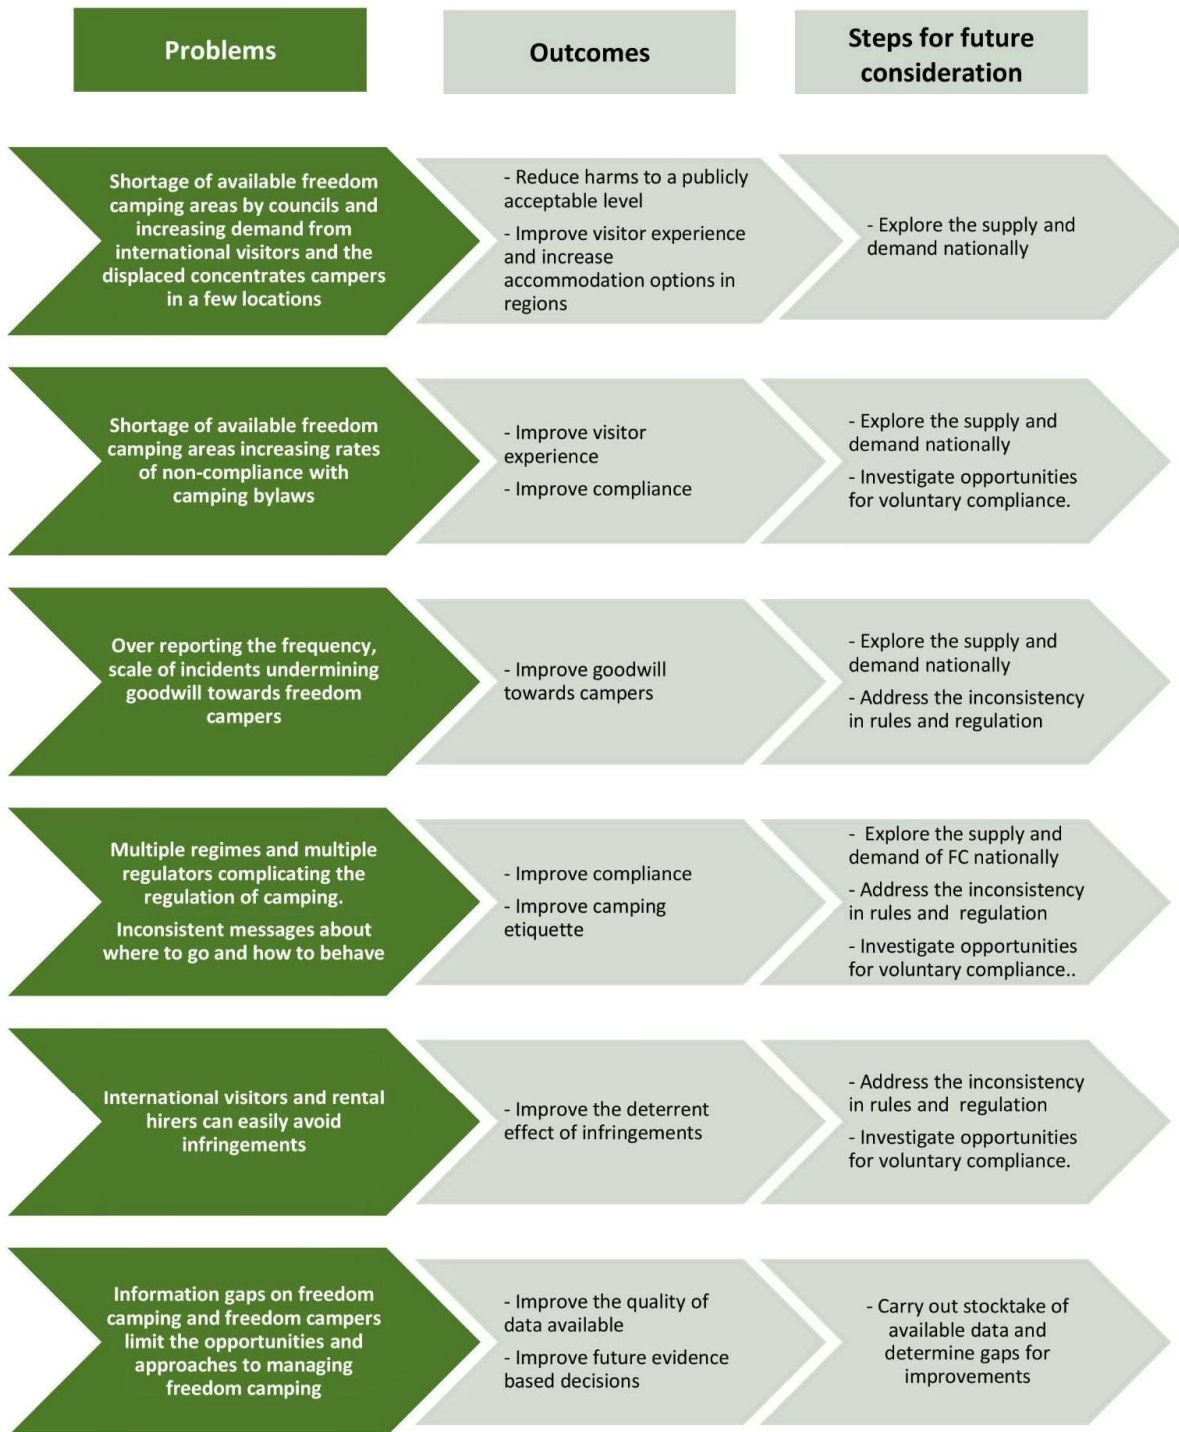 Problems
Outcomes
Steps for future
consideration
Shortage of available freedom
camping areas by councils and
increasing demand from
international visitors and the
displaced concentrates campers
in a few locations
- Reduce harms to a publicly
acceptable level
- Improve visitor experience
and increase
accommodation options in
regions
- Explore the supply and
demand nationally
Shortage of available freedom
camping areas increasing rates
of non-compliance with
camping bylaws
- Improve visitor
experience
- Improve compliance
- Explore the supply and
demand nationally
- Investigate opportunities
for voluntary compliance.
Over reporting the frequency,
scale of incidents undermining
goodwill towards freedom
campers
- Improve goodwill
towards campers
- Explore the supply and
demand nationally
- Address the inconsistency
in rules and regulation
Multiple regimes and multiple
regulators complicating the
regulation of camping.
Inconsistent messages about
where to go and how to behave
- Improve compliance
- Improve camping
etiquette
- Explore the supply and
demand of FC nationally
- Address the inconsistency
in rules and regulation
- Investigate opportunities
for voluntary compliance..
International visitors and rental
hirers can easily avoid
infringements
- Improve the deterrent
effect of infringements
- Address the inconsistency
in rules and regulation
- Investigate opportunities
for voluntary compliance.
Information gaps on freedom
camping and freedom campers
limit the opportunities and
approaches to managing
freedom camping
- Improve the quality of
data available
- Improve future evidence
based decisions
- Carry out stocktake of
available data and
determine gaps for
improvements